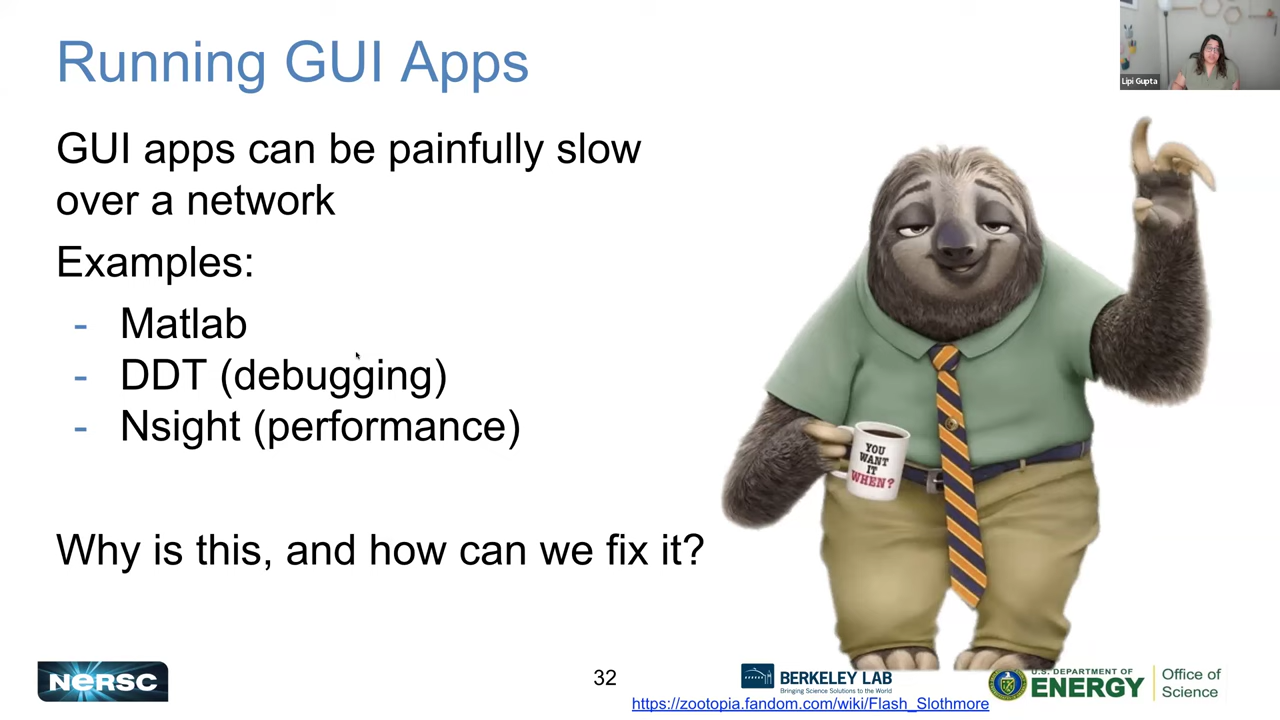 Running GUI Apps
Lipi Gupta
GUI apps can be painfully slow
over a network
Examples:
- Matlab
- DDT (debugging)
- Nsight (performance)
YOU
WANT
IT
WHEN?
Why is this, and how can we fix it?
NERSC
32
BERKELEY LAB
Bringing Science Solutions to the World
U.S. DEPARTMENT OF
ENERGY
Office of
Science
https://zootopia.fandom.com/wiki/Flash_Slothmore